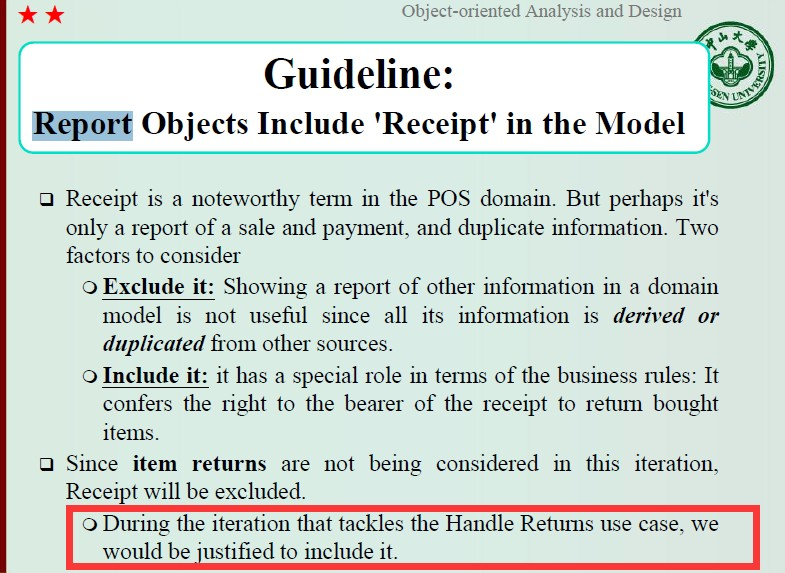 Object-oriented Analysis and Design
中山大學
SEN UNIVERSITY
Guideline:
Report Objects Include 'Receipt' in the Model
Receipt is a noteworthy term in the POS domain. But perhaps it's
only a report of a sale and payment, and duplicate information. Two
factors to consider
Exclude it: Showing a report of other information in a domain
model is not useful since all its information is derived or
duplicated from other sources.
Include it: it has a special role in terms of the business rules: It
confers the right to the bearer of the receipt to return bought
items.
Since item returns are not being considered in this iteration,
Receipt will be excluded.
During the iteration that tackles the Handle Returns use case, we
would be justified to include it.